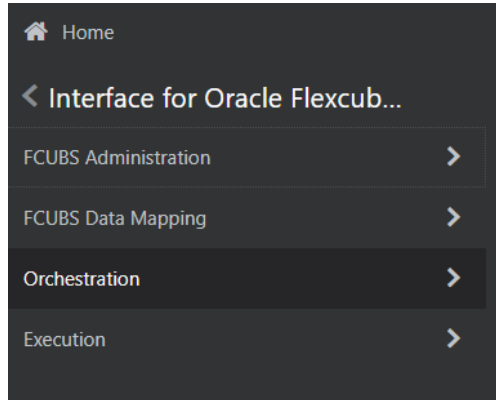 Home
Interface for Oracle Flexcub...
FCUBS Administration
FCUBS Data Mapping
Orchestration
Execution